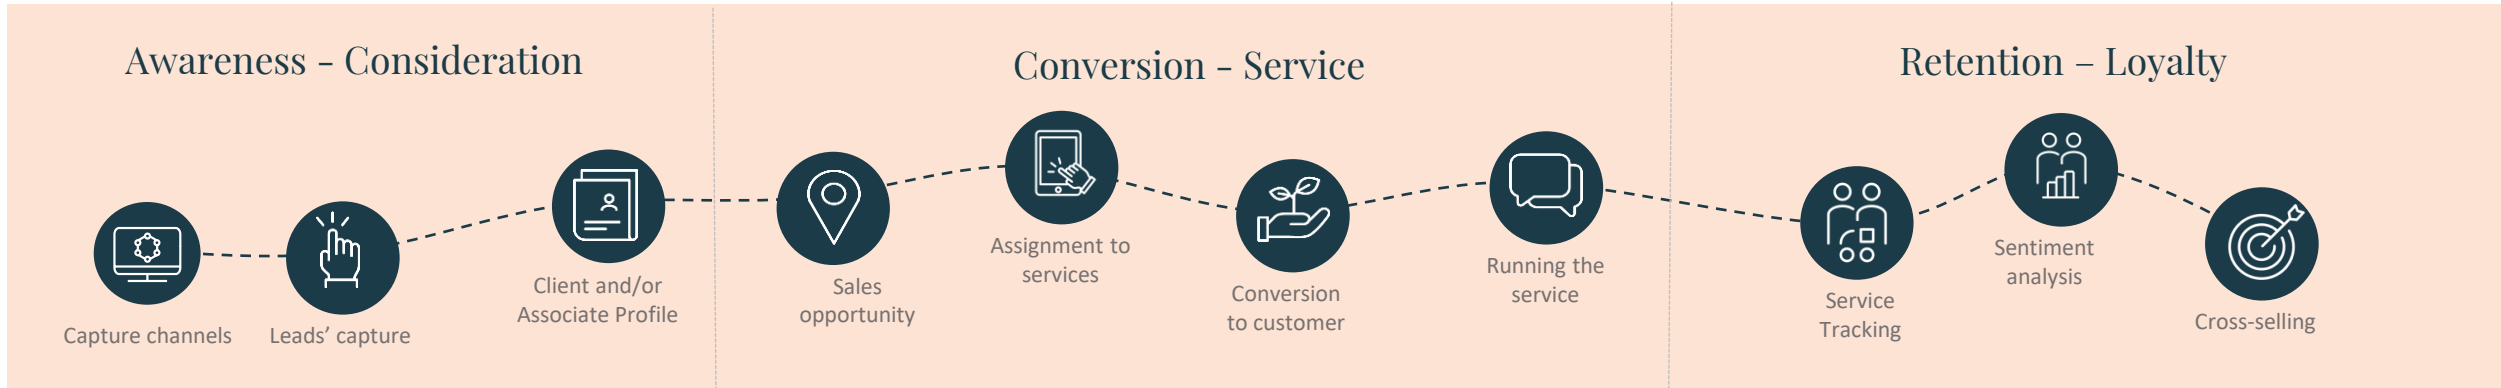 Awareness - Consideration
Capture channels
Leads’ capture
Client and/or
Associate Profile
Conversion - Service
Sales
opportunity
Assignment to
services
Conversion
to customer
Running the
service
Retention – Loyalty
Service
Tracking
Sentiment
analysis
Cross-selling